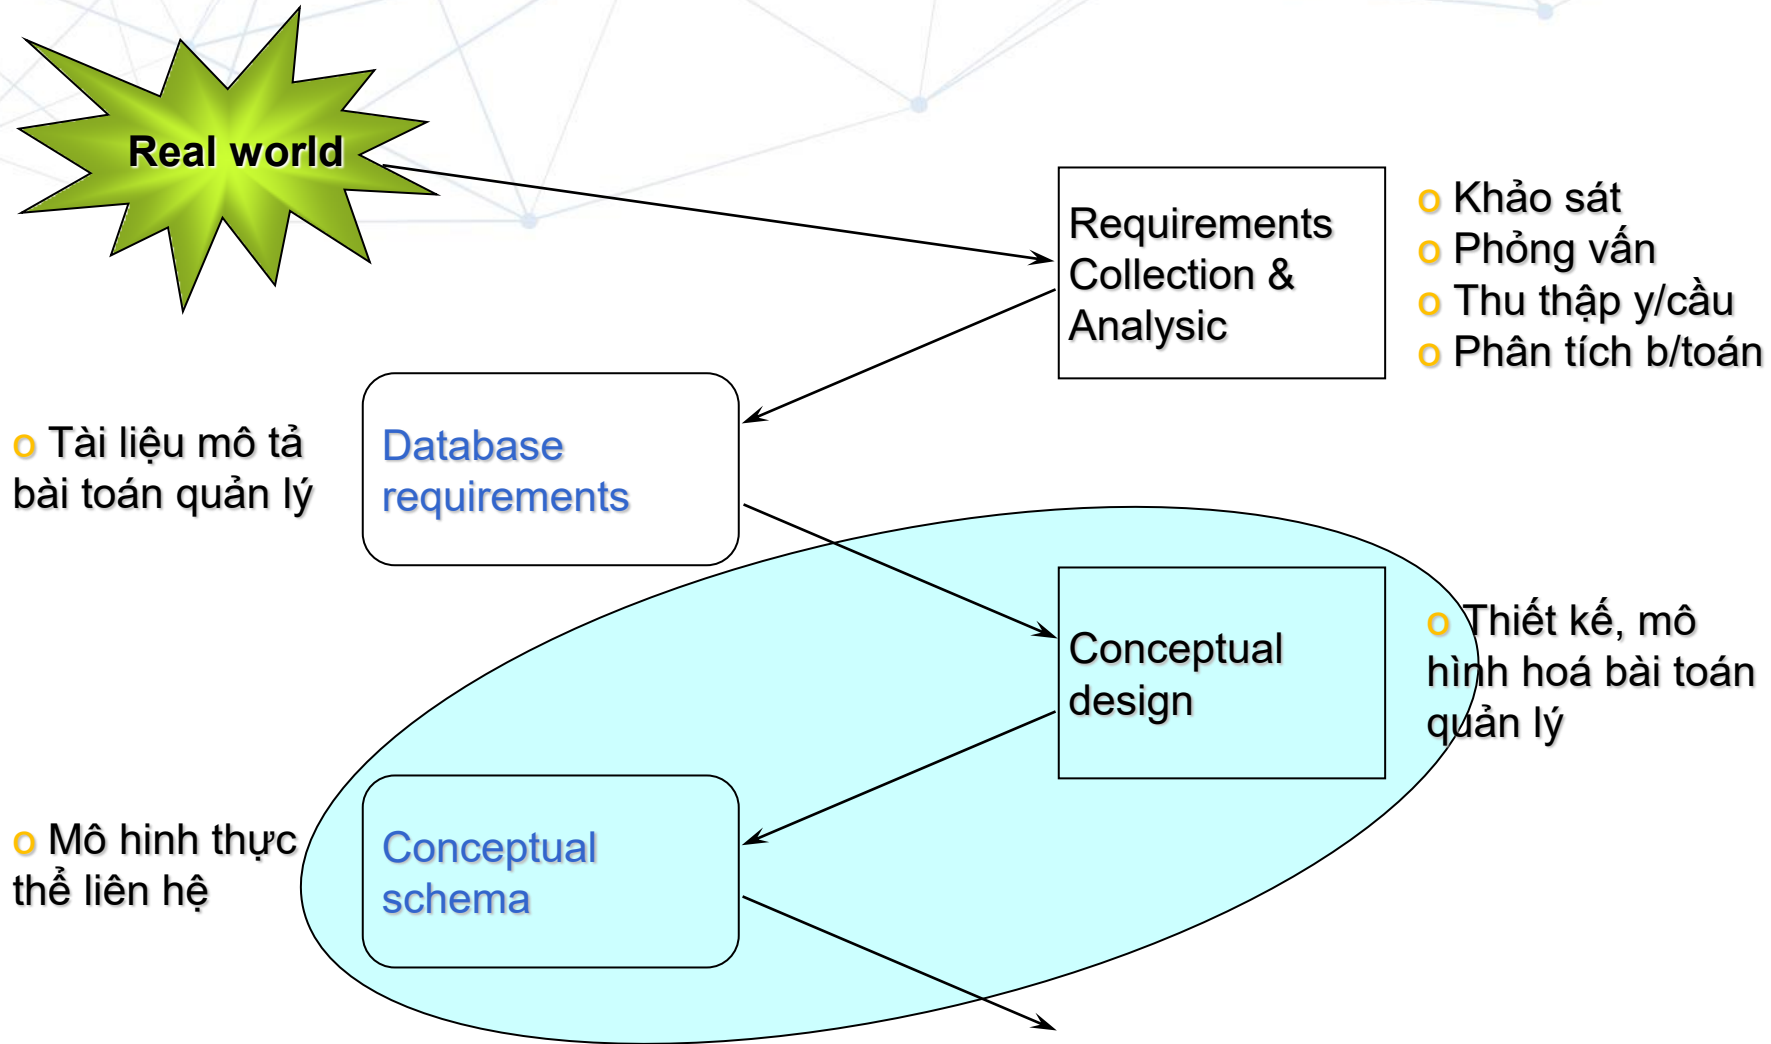 Real world
Requirements
Collection &
Analysic
o Khảo sát
o Phỏng vấn
o Thu thập y/cầu
o Phân tích b/toán
o Tài liệu mô tả
bài toán quản lý
Database
requirements
Conceptual
design
o Thiết kế, mô
hình hoá bài toán
quản lý
o Mô hinh thực
thể liên hệ
Conceptual
schema